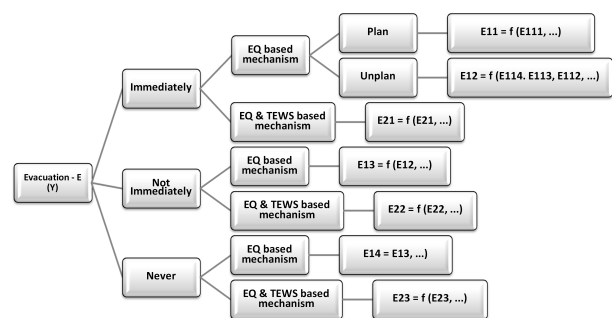 Evacuation - E
(Y)
Immediately
EQ based
mechanism
Plan
E11 = f (E111, ...)
Unplan
E12 = f (E114. E113, E112, ...)
EQ & TEWS based
mechanism
E21 = f (E21, ...)
Not
Immediately
EQ based
mechanism
E13 = f (E12, ...)
EQ & TEWS based
mechanism
E22 = f (E22, ...)
Never
EQ based
mechanism
E14 = E13, ...)
EQ & TEWS based
mechanism
E23 = f (E23, ...)